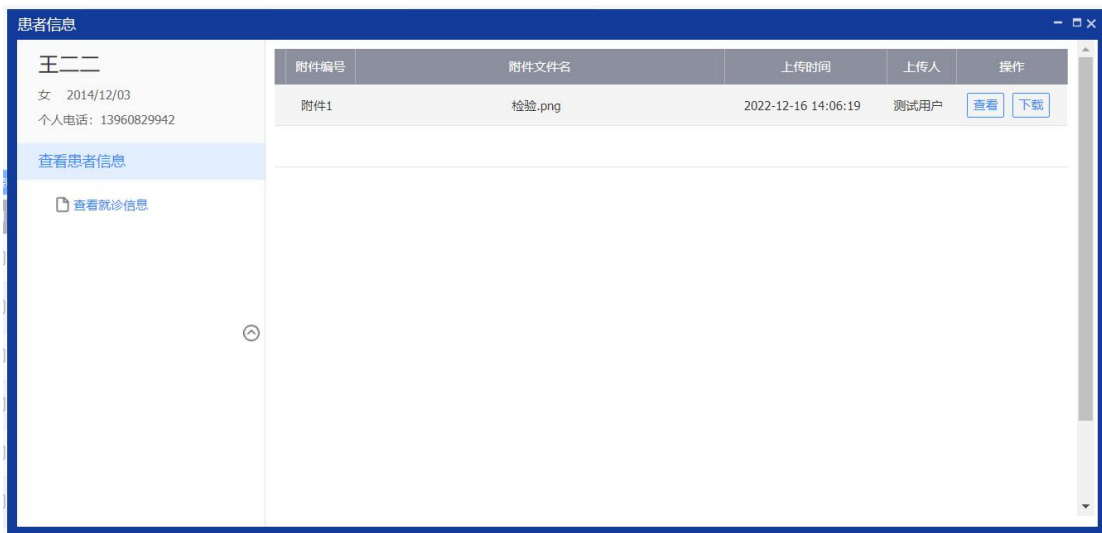 患者信息
王二二
女 2014/12/03
个人电话：13960829942
查看患者信息
查看就诊信息
附件编号 附件文件名 上传时间 上传人 操作
附件1 检验.png 2022-12-16 14:06:19 测试用户 查看 下载